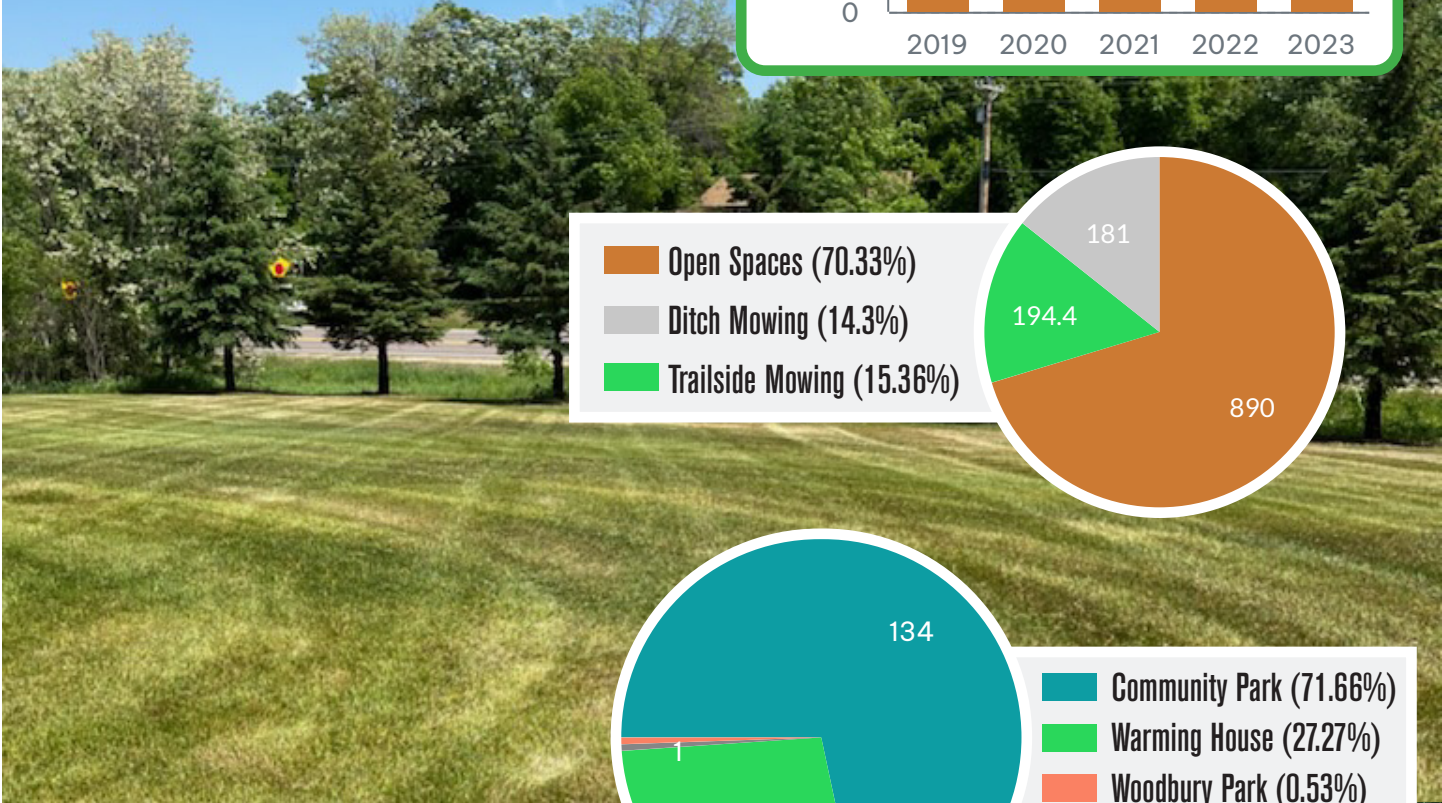 0
2019 2020 2021 2022 2023
181
Open Spaces (70.33%)
Ditch Mowing (14.3%)
194.4
Trailside Mowing (15.36%)
890
134
Community Park (71.66%)
Warming House (27.27%)
1
Woodbury Park (0.53%)